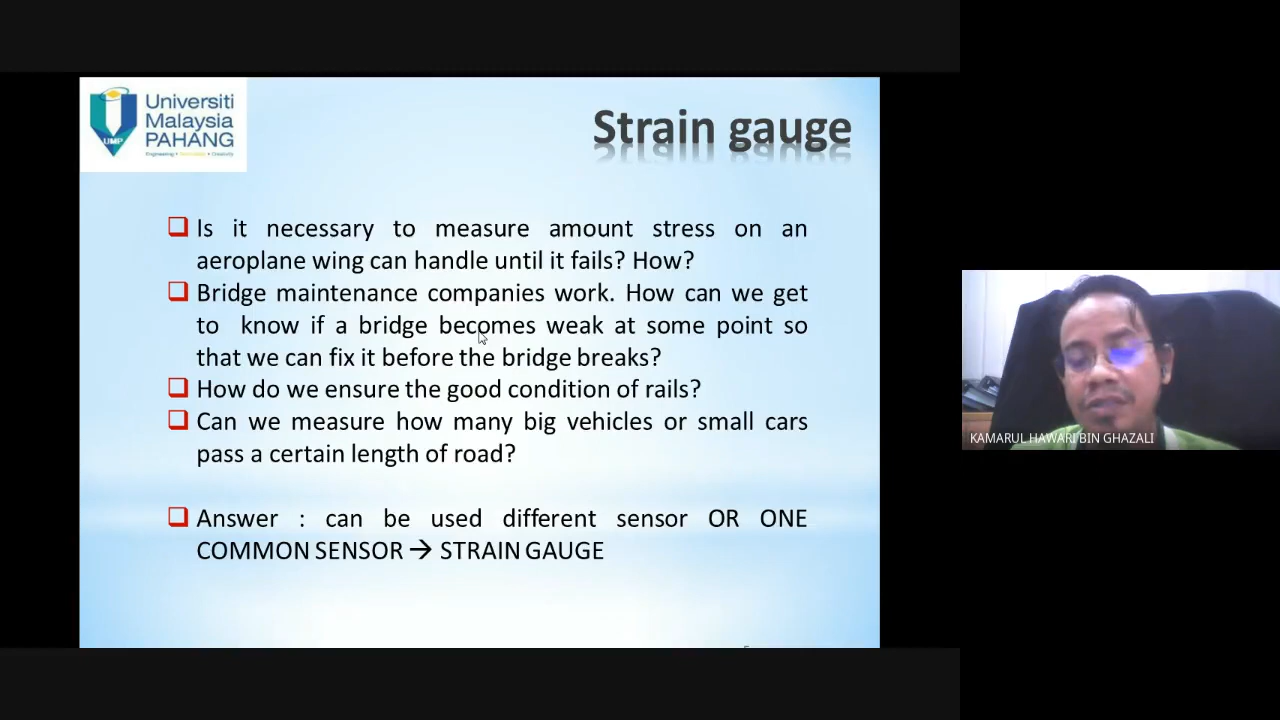 Universiti
Malaysia
PAHANG
UMP
Strain gauge
Is it necessary to measure amount stress on an
aeroplane wing can handle until it fails? How?
Bridge maintenance companies work. How can we get
to know if a bridge becomes weak at some point so
that we can fix it before the bridge breaks?
How do we ensure the good condition of rails?
Can we measure how many big vehicles or small cars
pass a certain length of road?
Answer : can be used different sensor OR ONE
COMMON SENSOR → STRAIN GAUGE
KAMARUL HAWARI BIN GHAZALI